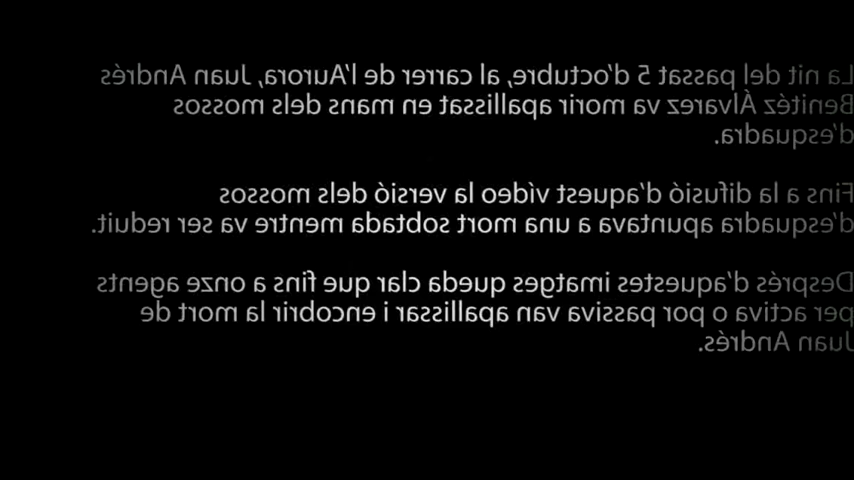 La nit del passat 5 d'octubre, al carrer de l'Aurora, Juan Andrés
Benítéz Álvarez va morir apallissat en mans dels mossos
d'esquadra.
Fins a la difusió d'aquest vídeo la versió dels mossos
d'esquadra apuntava a una mort sobtada mentre va ser reduit.
Després d'aquestes imatges queda clar que fins a onze agents
per activa o por passiva van apallissar i encobrir la mort de
Juan Andrés.